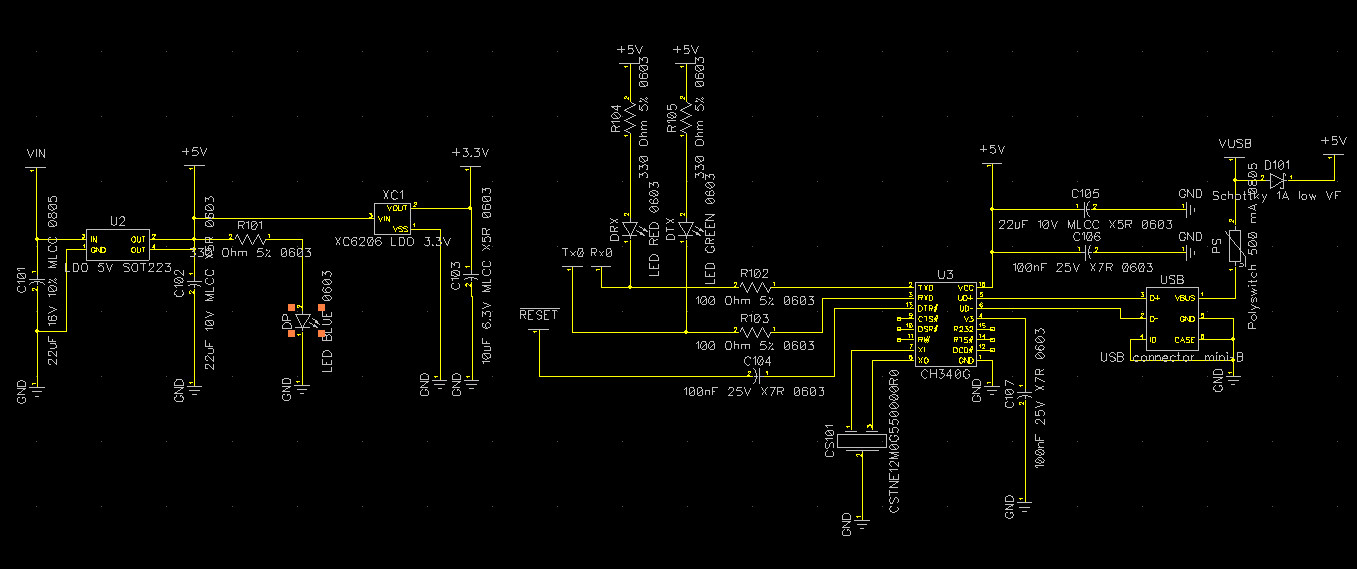 VIN
C101
22uF 16V 10% MLCC 0805
GND
U2
IN
GND
OUT
OUT
LDO 5V SOT223
+5V
C102
22uF 10V MLCC X5R 0603
GND
R101
330 Ohm 5% 0603
DP
LED BLUE 0603
GND
XC1
VOUT
VIN
VSS
XC6206 LDO 3.3V
GND
+3.3V
C103
10uF 6.3V MLCC X5R 0603
GND
+5V
+5V
R104
330 Ohm 5% 0603
R105
330 Ohm 5% 0603
DRX
LED RED 0603
DTX
LED GREEN 0603
Tx0 Rx0
RESET
R102
100 Ohm 5% 0603
R103
100 Ohm 5% 0603
C104
100nF 25V X7R 0603
U3
TXD
RXD
DTR#
CTS#
DSR#
RI#
XI
XO
VCC
UD+
UD-
V3
R232
RTS#
DCD#
GND
CH340G
CS101
CSTNE12M0G550000R0
GND
GND
C107
100nF 25V X7R 0603
GND
+5V
C105
22uF 10V MLCC X5R 0603
GND
C106
100nF 25V X7R 0603
GND
VUSB
D101
Schottky 1A low VF
+5V
PS
Polyswitch 500 mA 0805
USB
D+
D-
ID
VBUS
GND
CASE
USB connector mini-B
GND